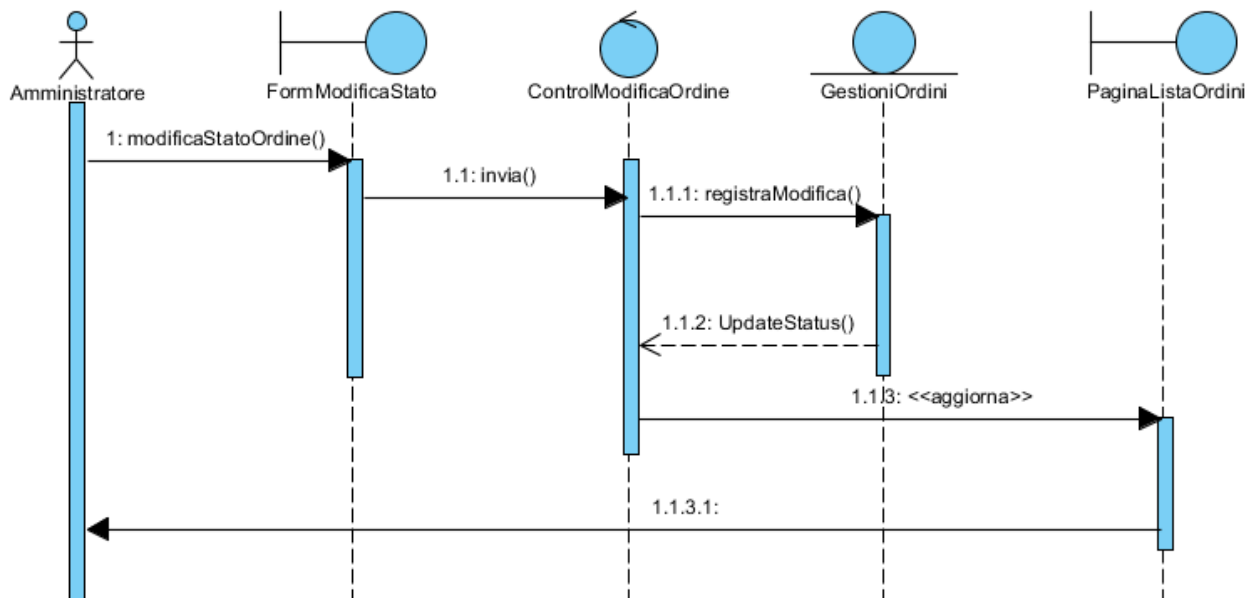 Amministratore
FormModificaStato
ControlModificaOrdine
GestioniOrdini
PaginaListaOrdini
1: modificaStatoOrdine()
1.1: invia()
1.1.1: registraModifica()
1.1.2: UpdateStatus()
1.1.3: <<aggiorna>>
1.1.3.1: